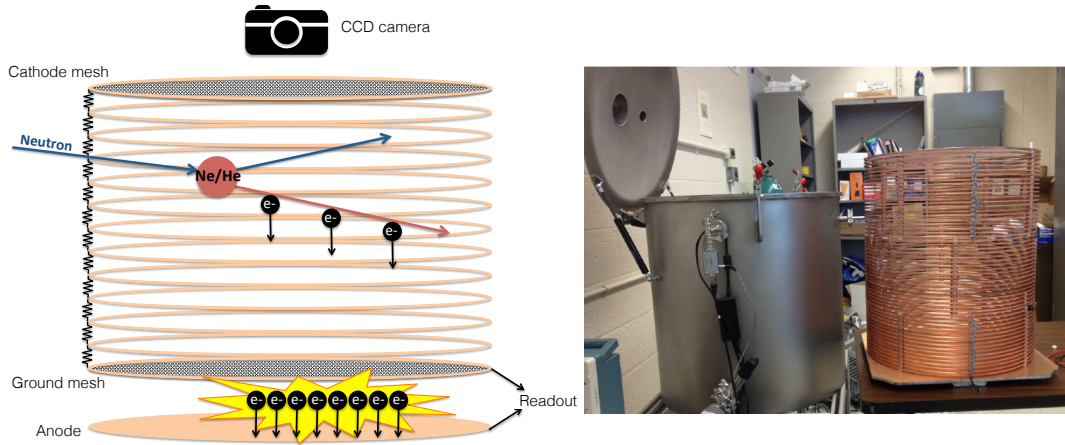 CCD camera
Cathode mesh
Neutron
Ne/He
e-
e-
e-
Ground mesh
e- e- e- e- e- e- e- e-
Readout
Anode